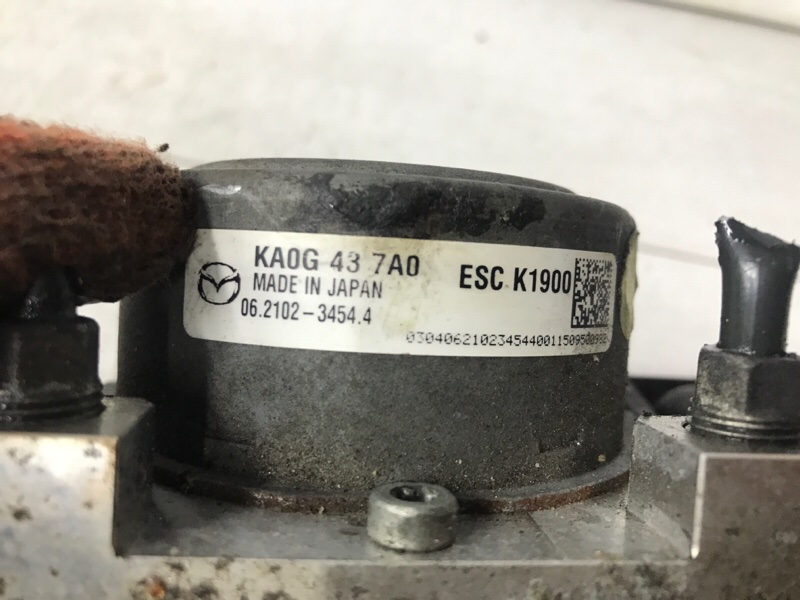 KA0G 43 7A0
MADE IN JAPAN
06.2102-3454.4
ESC K1900